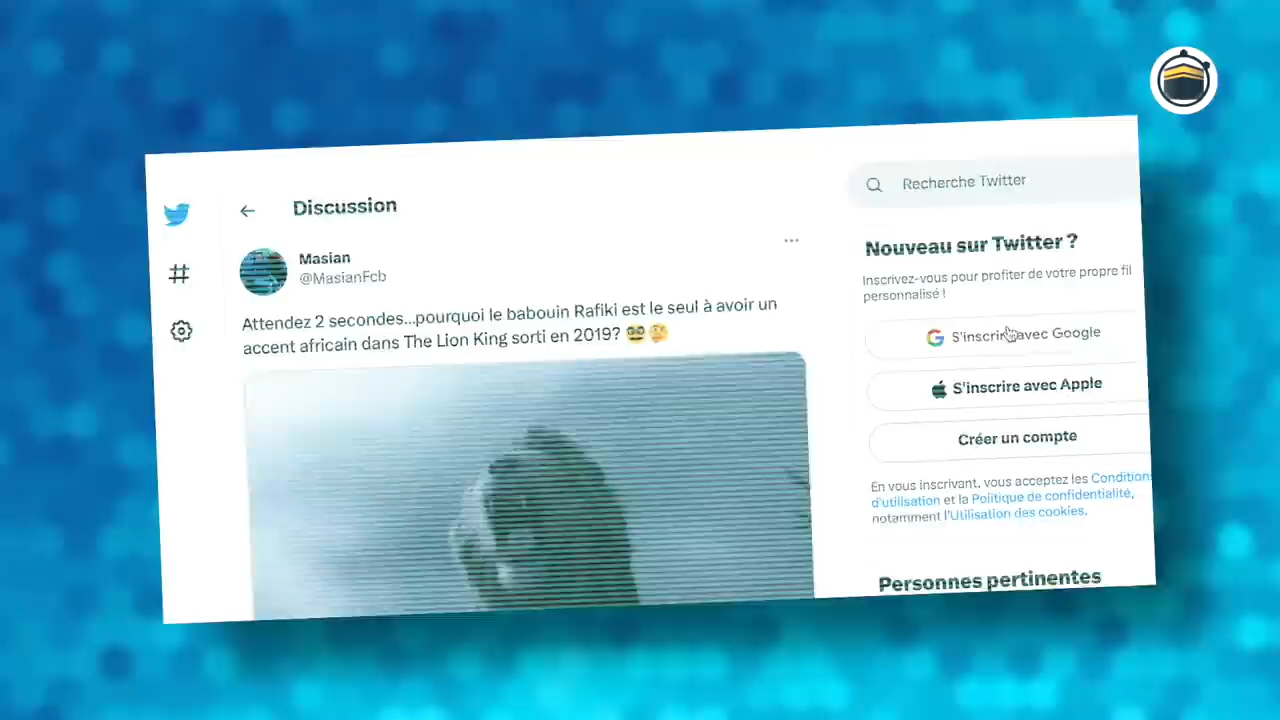 Discussion
Masian
@MasianFcb
Attendez 2 secondes...pourquoi le babouin Rafiki est le seul à avoir un
accent africain dans The Lion King sorti en 2019? 🥸🧐
Recherche Twitter
Nouveau sur Twitter ?
Inscrivez-vous pour profiter de votre propre fil
personnalisé !
S'inscrire avec Google
S'inscrire avec Apple
Créer un compte
En vous inscrivant, vous acceptez les Condition
d'utilisation et la Politique de confidentialité,
notamment l'Utilisation des cookies.
Personnes pertinentes